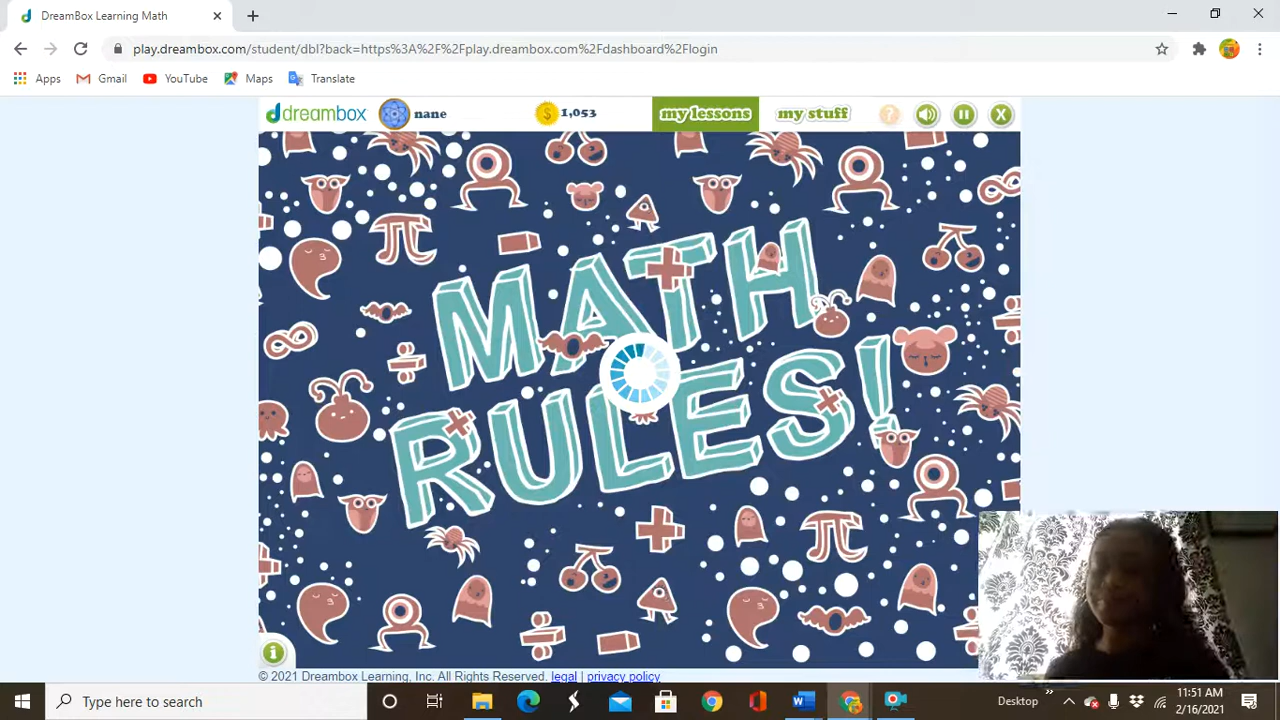 DreamBox Learning Math
play.dreambox.com/student/dbl?back=https%3A%2F%2Fplay.dreambox.com%2Fdashboard%2Flogin
Apps Gmail YouTube Maps Translate
dreambox nane $ 1,053 my lessons my stuff ?
MATH
RULES!
© 2021 Dreambox Learning, Inc. All Rights Reserved. legal | privacy policy
Type here to search
Desktop
11:51 AM
2/16/2021